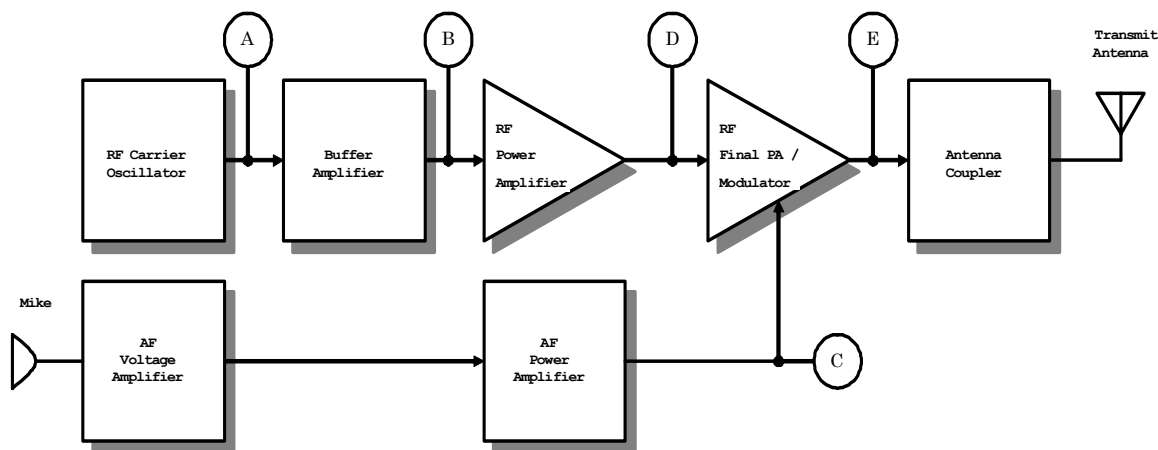 A
B
D
E
Transmit
Antenna
RF Carrier
Oscillator
Buffer
Amplifier
RF
Power
Amplifier
RF
Final PA /
Modulator
Antenna
Coupler
Mike
AF
Voltage
Amplifier
AF
Power
Amplifier
C